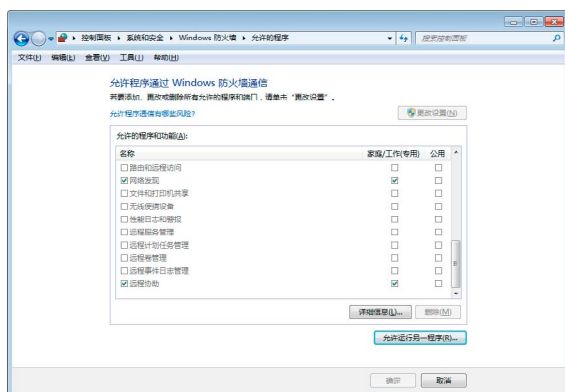 控制面板 ▸ 系统和安全 ▸ Windows 防火墙 ▸ 允许的程序
搜索控制面板
文件(F) 编辑(E) 查看(V) 工具(T) 帮助(H)
允许程序通过 Windows 防火墙通信
若要添加、更改或删除所有允许的程序和端口，请单击“更改设置”。
允许程序通信有哪些风险?
更改设置(N)
允许的程序和功能(A):
名称 家庭/工作(专用) 公用
路由和远程访问
网络发现
文件和打印机共享
无线便携设备
性能日志和警报
远程服务管理
远程计划任务管理
远程卷管理
远程事件日志管理
远程协助
详细信息(L)... 删除(M)
允许运行另一程序(R)...
确定 取消